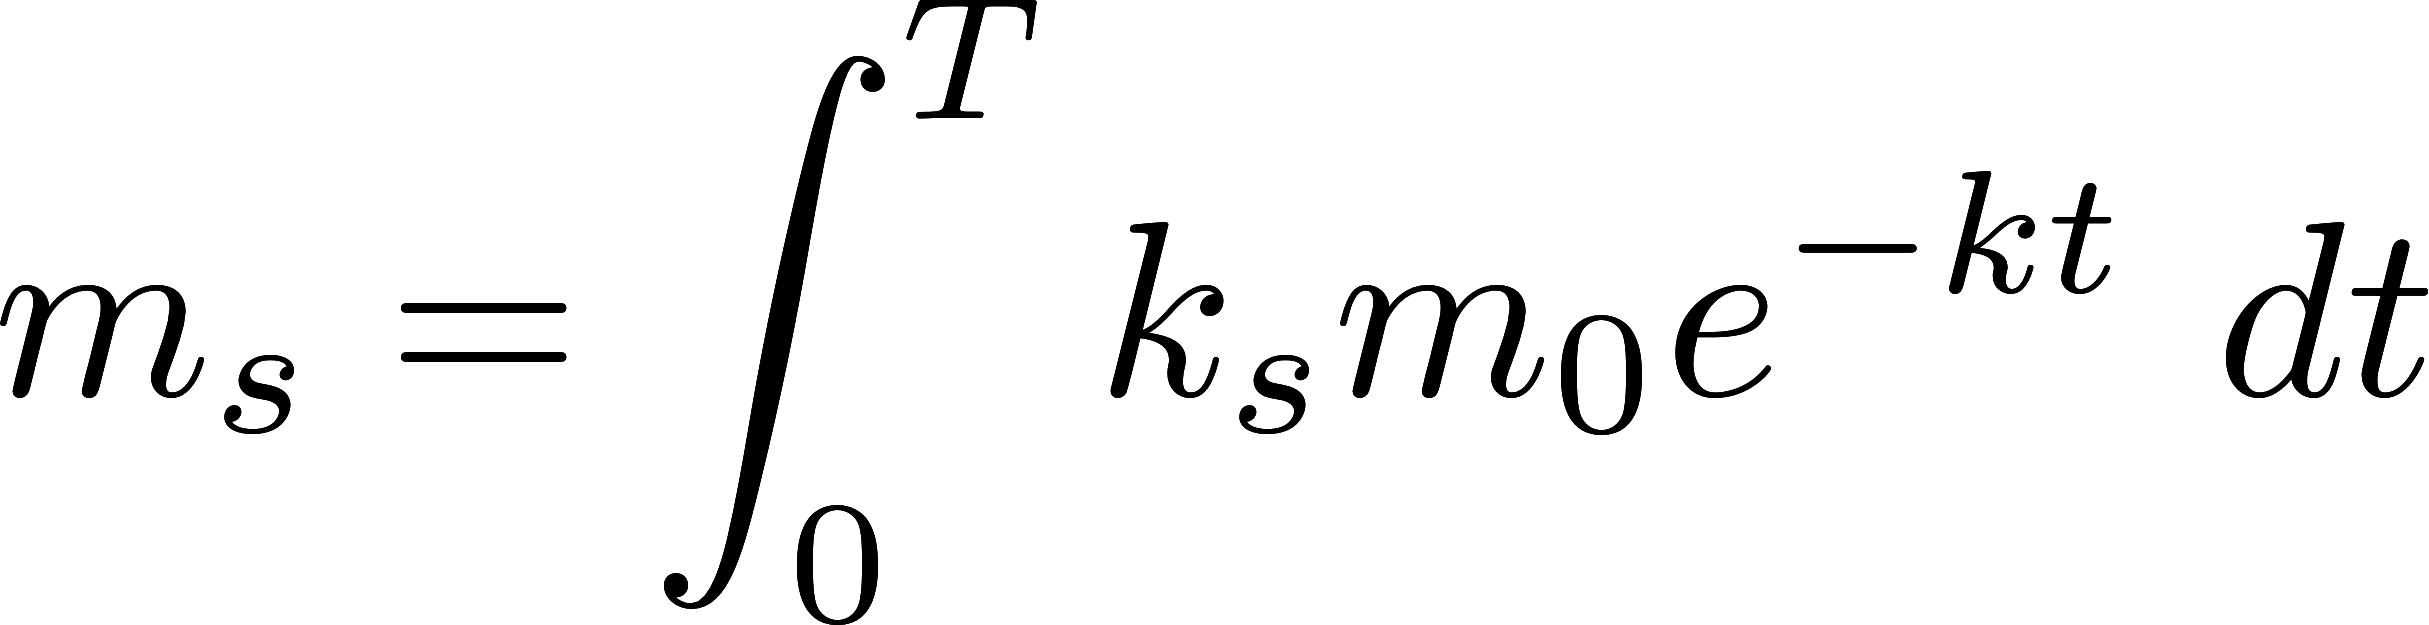 m_s = \int_0^T k_s m_0 e^{-kt} \, dt